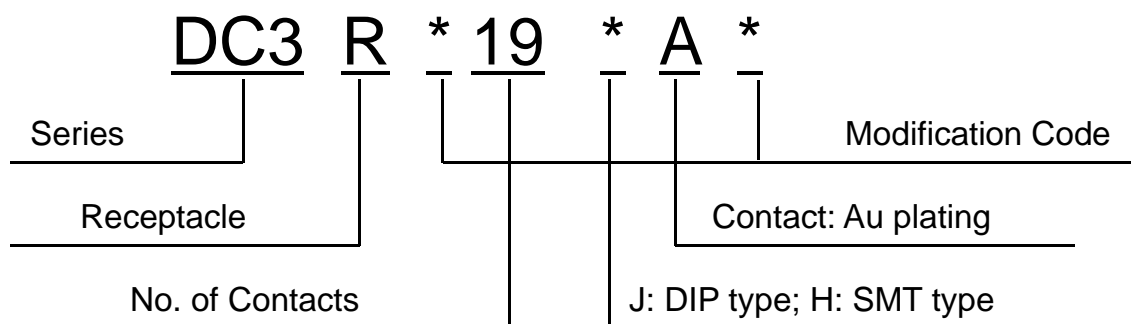 DC3 R * 19 * A *
Series
Modification Code
Receptacle
Contact: Au plating
No. of Contacts
J: DIP type; H: SMT type